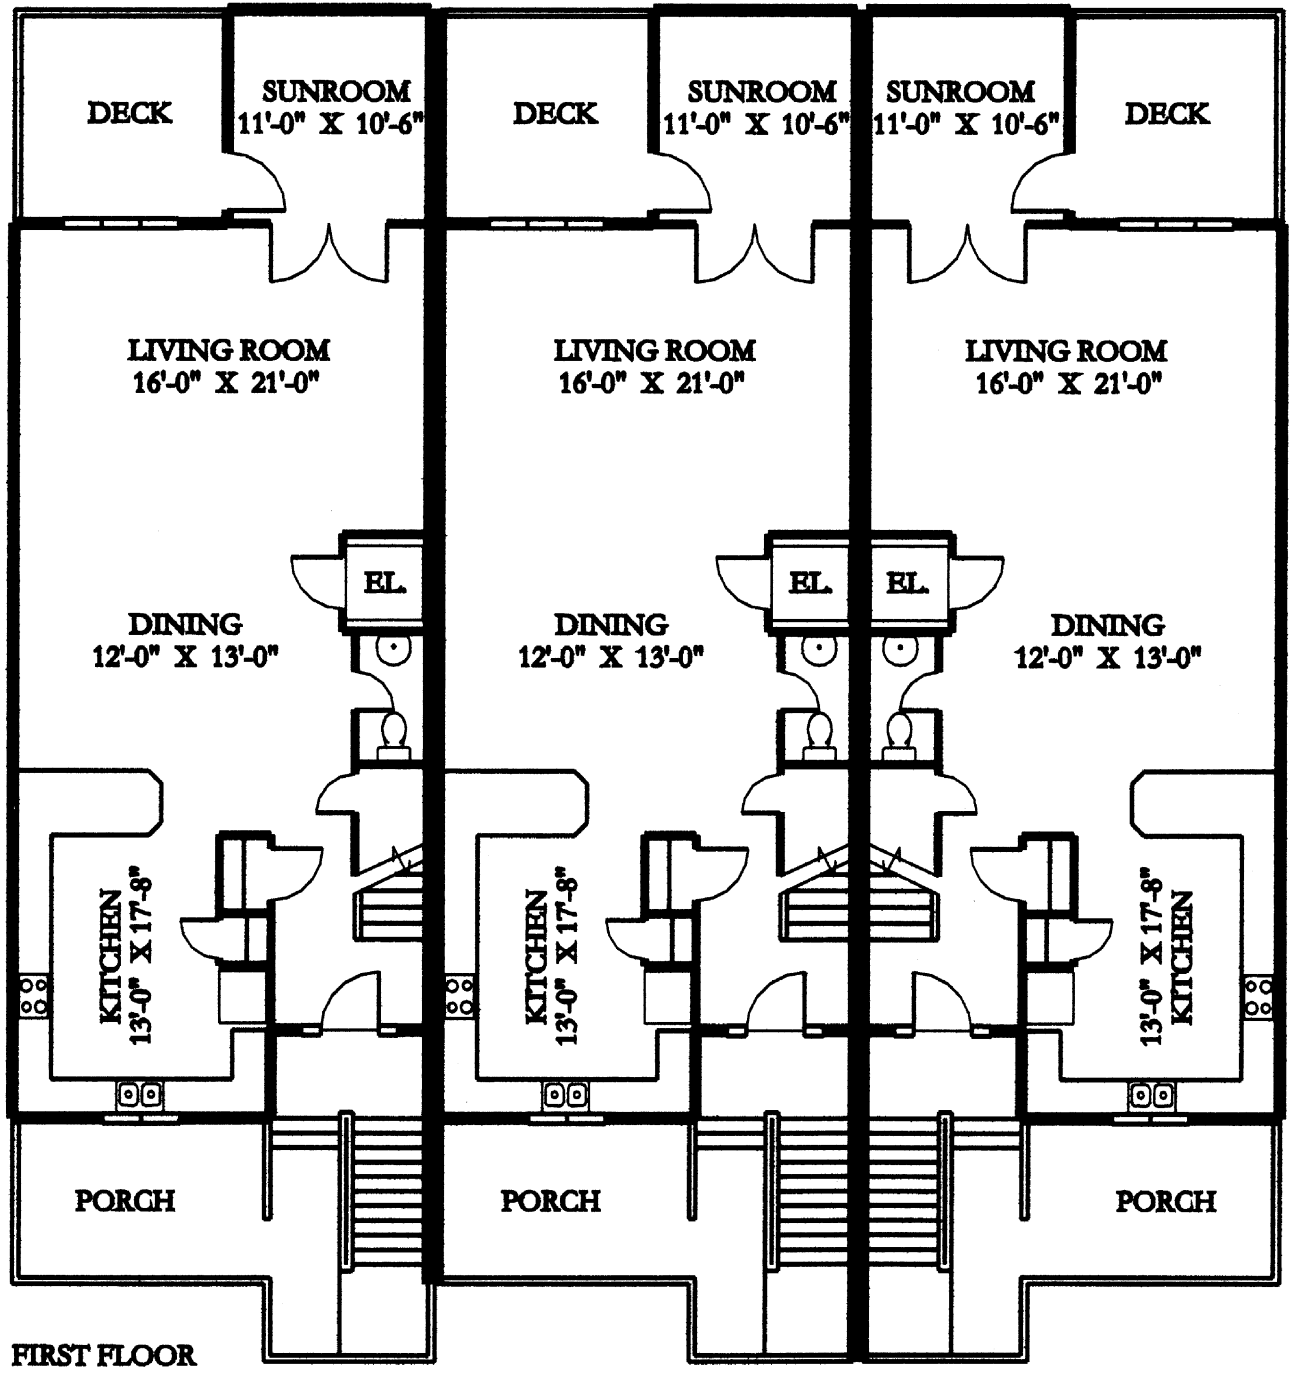 DECK
SUNROOM
11'-0" X 10'-6"
DECK
SUNROOM
11'-0" X 10'-6"
SUNROOM
11'-0" X 10'-6"
DECK
LIVING ROOM
16'-0" X 21'-0"
LIVING ROOM
16'-0" X 21'-0"
LIVING ROOM
16'-0" X 21'-0"
EL.
EL.
EL.
DINING
12'-0" X 13'-0"
DINING
12'-0" X 13'-0"
DINING
12'-0" X 13'-0"
KITCHEN
13'-0" X 17'-8"
KITCHEN
13'-0" X 17'-8"
13'-0" X 17'-8"
KITCHEN
PORCH
PORCH
PORCH
FIRST FLOOR